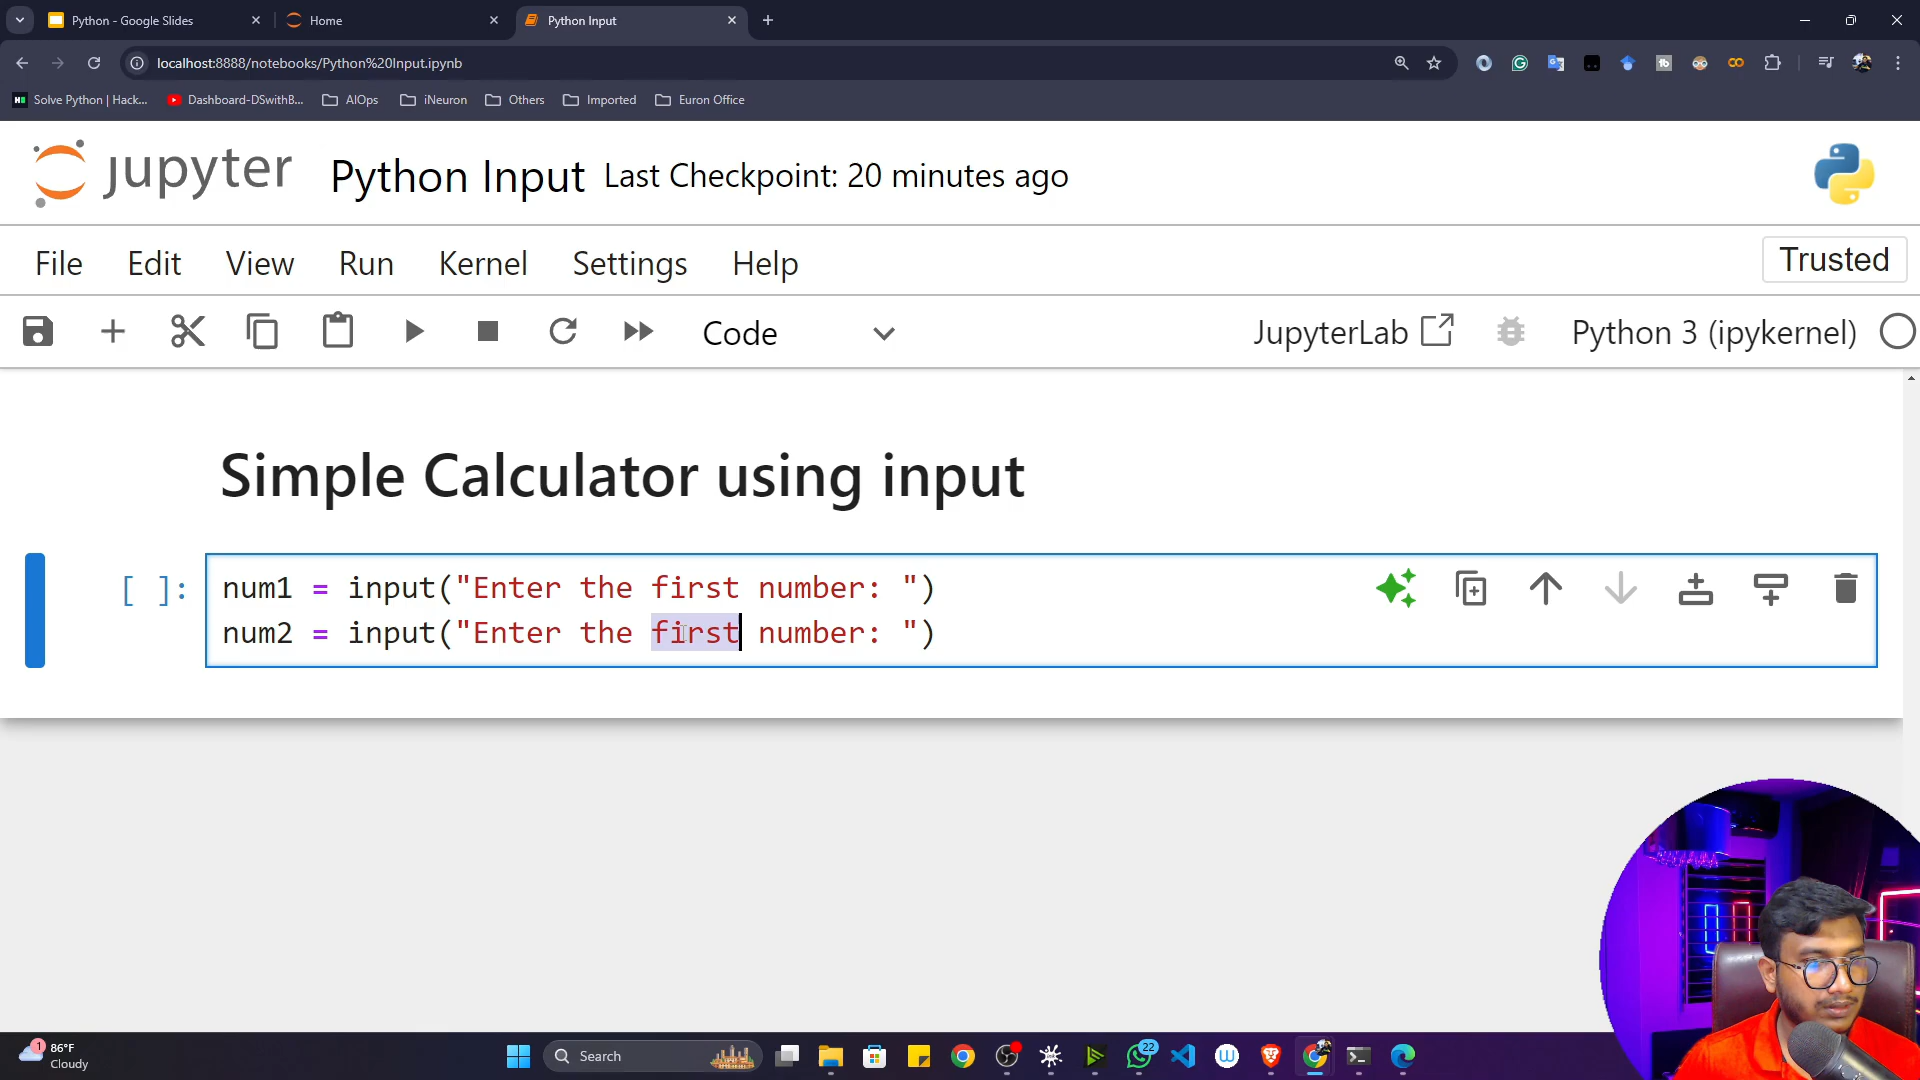 Python - Google Slides
Home
Python Input
localhost:8888/notebooks/Python%20Input.ipynb
Solve Python | Hack...
Dashboard-DSwithB...
AIOps
iNeuron
Others
Imported
Euron Office
jupyter
Python Input
Last Checkpoint: 20 minutes ago
File
Edit
View
Run
Kernel
Settings
Help
Trusted
Code
JupyterLab
Python 3 (ipykernel)
Simple Calculator using input
[ ]:
num1 = input("Enter the first number: ")
num2 = input("Enter the first number: ")
1
86°F
Cloudy
Search
22